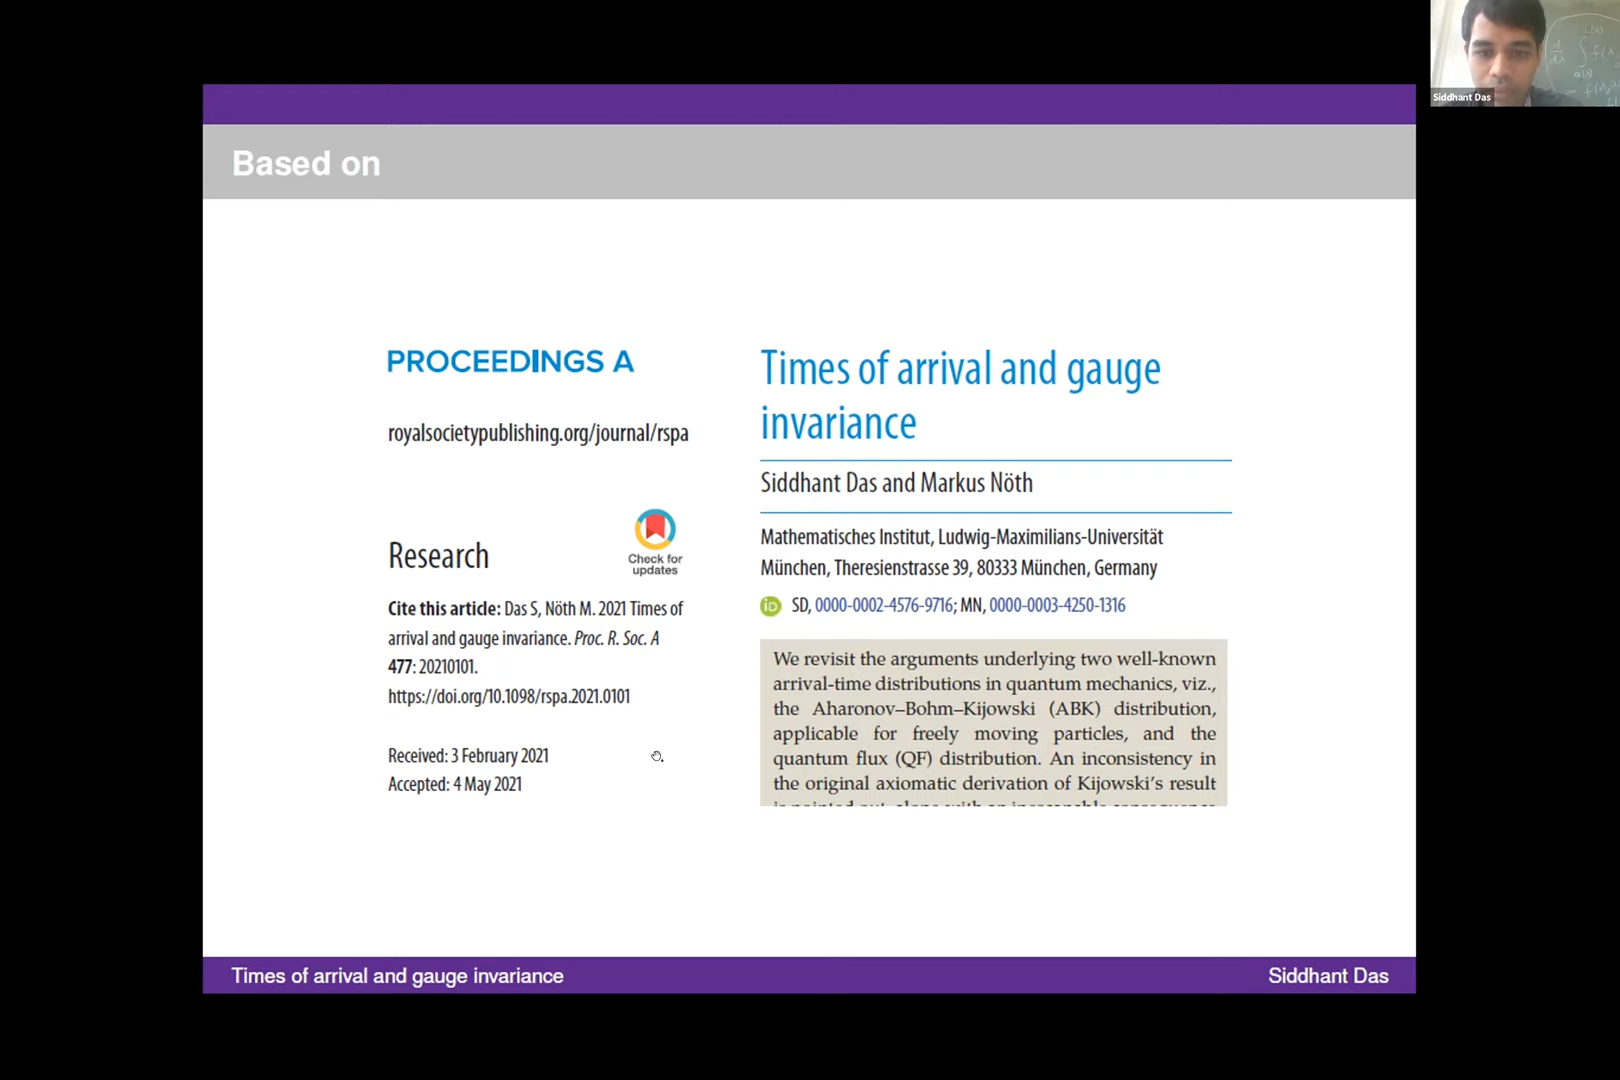 Siddhant Das
Based on
PROCEEDINGS A
royalsocietypublishing.org/journal/rspa
Research
Check for
updates
Cite this article: Das S, Nöth M. 2021 Times of
arrival and gauge invariance. Proc. R. Soc. A
477: 20210101.
https://doi.org/10.1098/rspa.2021.0101
Received: 3 February 2021
Accepted: 4 May 2021
Times of arrival and gauge
invariance
Siddhant Das and Markus Nöth
Mathematisches Institut, Ludwig-Maximilians-Universität
München, Theresienstrasse 39, 80333 München, Germany
iD SD, 0000-0002-4576-9716; MN, 0000-0003-4250-1316
We revisit the arguments underlying two well-known
arrival-time distributions in quantum mechanics, viz.,
the Aharonov–Bohm–Kijowski (ABK) distribution,
applicable for freely moving particles, and the
quantum flux (QF) distribution. An inconsistency in
the original axiomatic derivation of Kijowski's result
Times of arrival and gauge invariance
Siddhant Das